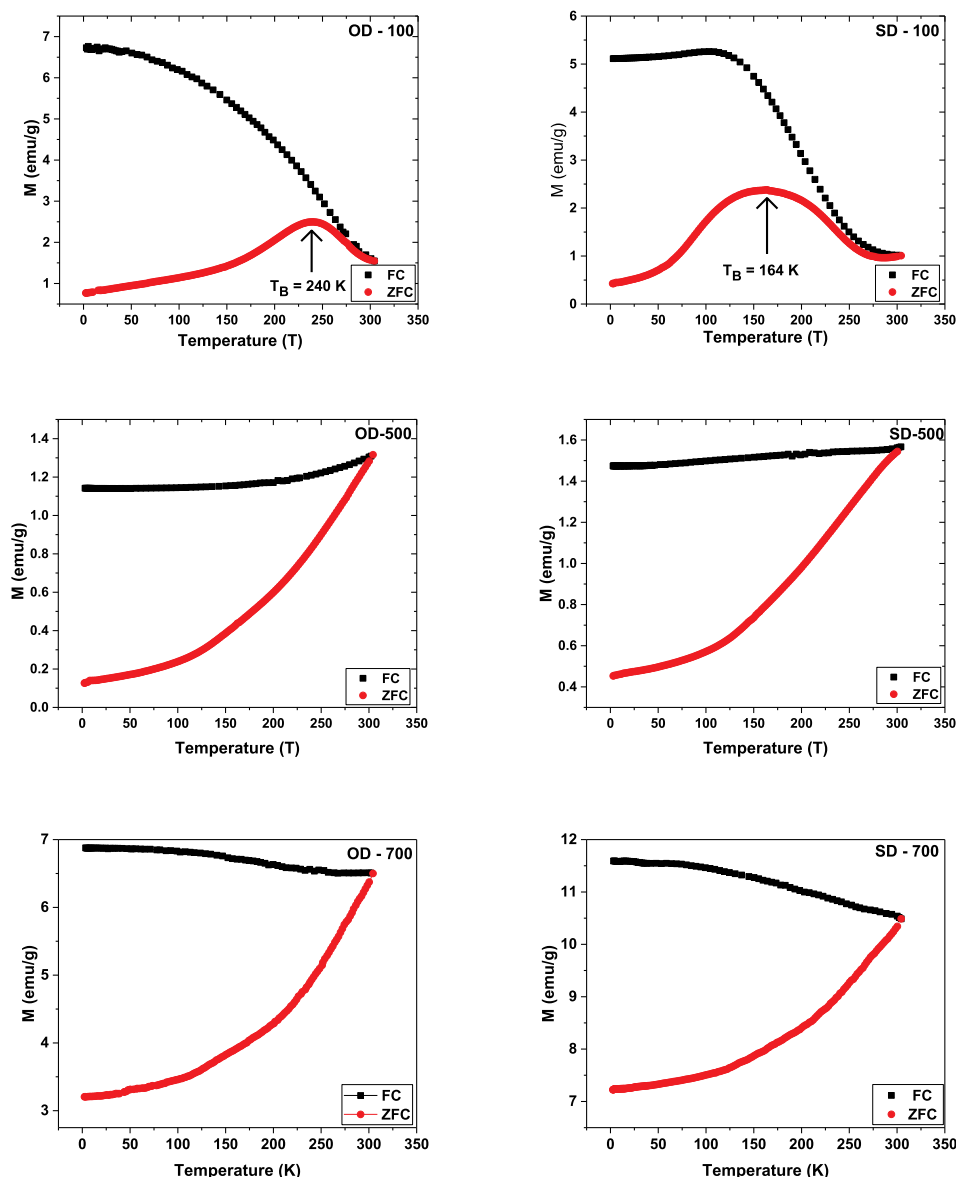 OD - 100
7
6
5
4
3
2
1
M (emu/g)
T_B = 240 K
FC
ZFC
0 50 100 150 200 250 300 350
Temperature (T)
SD - 100
6
5
4
3
2
1
0
M (emu/g)
T_B = 164 K
FC
ZFC
0 50 100 150 200 250 300 350
Temperature (T)
OD-500
1.4
1.2
1.0
0.8
0.6
0.4
0.2
0.0
M (emu/g)
FC
ZFC
0 50 100 150 200 250 300 350
Temperature (T)
SD-500
1.6
1.4
1.2
1.0
0.8
0.6
0.4
M (emu/g)
FC
ZFC
0 50 100 150 200 250 300 350
Temperature (T)
OD - 700
7
6
5
4
3
M (emu/g)
FC
ZFC
0 50 100 150 200 250 300 350
Temperature (K)
SD - 700
12
11
10
9
8
7
M (emu/g)
FC
ZFC
0 50 100 150 200 250 300 350
Temperature (K)